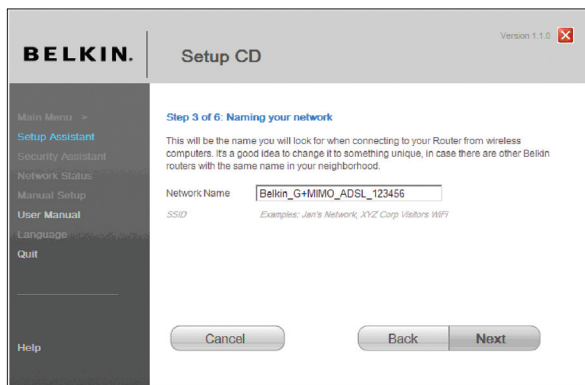 BELKIN.
Setup CD
Version 1.1.0
Main Menu >
Setup Assistant
Security Assistant
Network Status
Manual Setup
User Manual
Language
Quit
Help
Step 3 of 6: Naming your network
This will be the name you will look for when connecting to your Router from wireless
computers. It's a good idea to change it to something unique, in case there are other Belkin
routers with the same name in your neighborhood.
Network Name Belkin_G+MIMO_ADSL_123456
SSID Examples: Jan's Network, XYZ Corp Visitors WiFi
Cancel Back Next